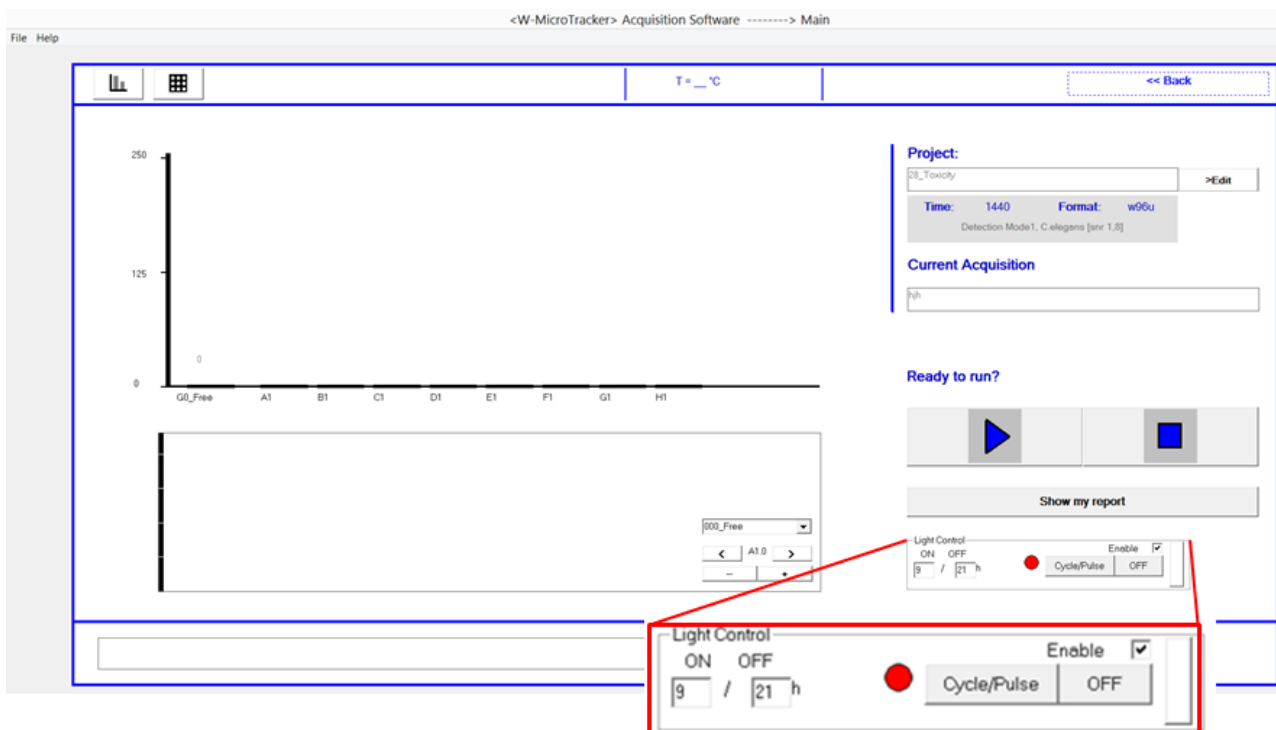 <W-MicroTracker> Acquisition Software --------> Main
File Help
T = __ °C
<< Back
250
125
0
0
G0_Free A1 B1 C1 D1 E1 F1 G1 H1
Project:
28_Toxicity
>Edit
Time: 1440 Format: w96u
Detection Mode1, C.elegans [snr 1,8]
Current Acquisition
hjh
Ready to run?
Show my report
000_Free
< A1.0 >
- +
Light Control
ON OFF
Enable
9 / 21 h
Cycle/Pulse OFF
Light Control
ON OFF
Enable
9 / 21 h
Cycle/Pulse OFF